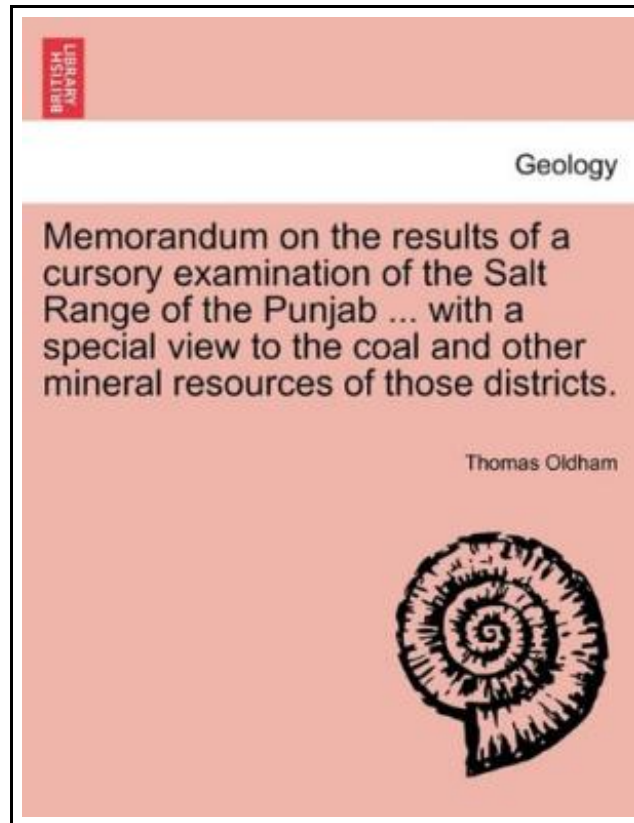 BRITISH
LIBRARY
Geology
Memorandum on the results of a
cursory examination of the Salt
Range of the Punjab ... with a
special view to the coal and other
mineral resources of those districts.
Thomas Oldham